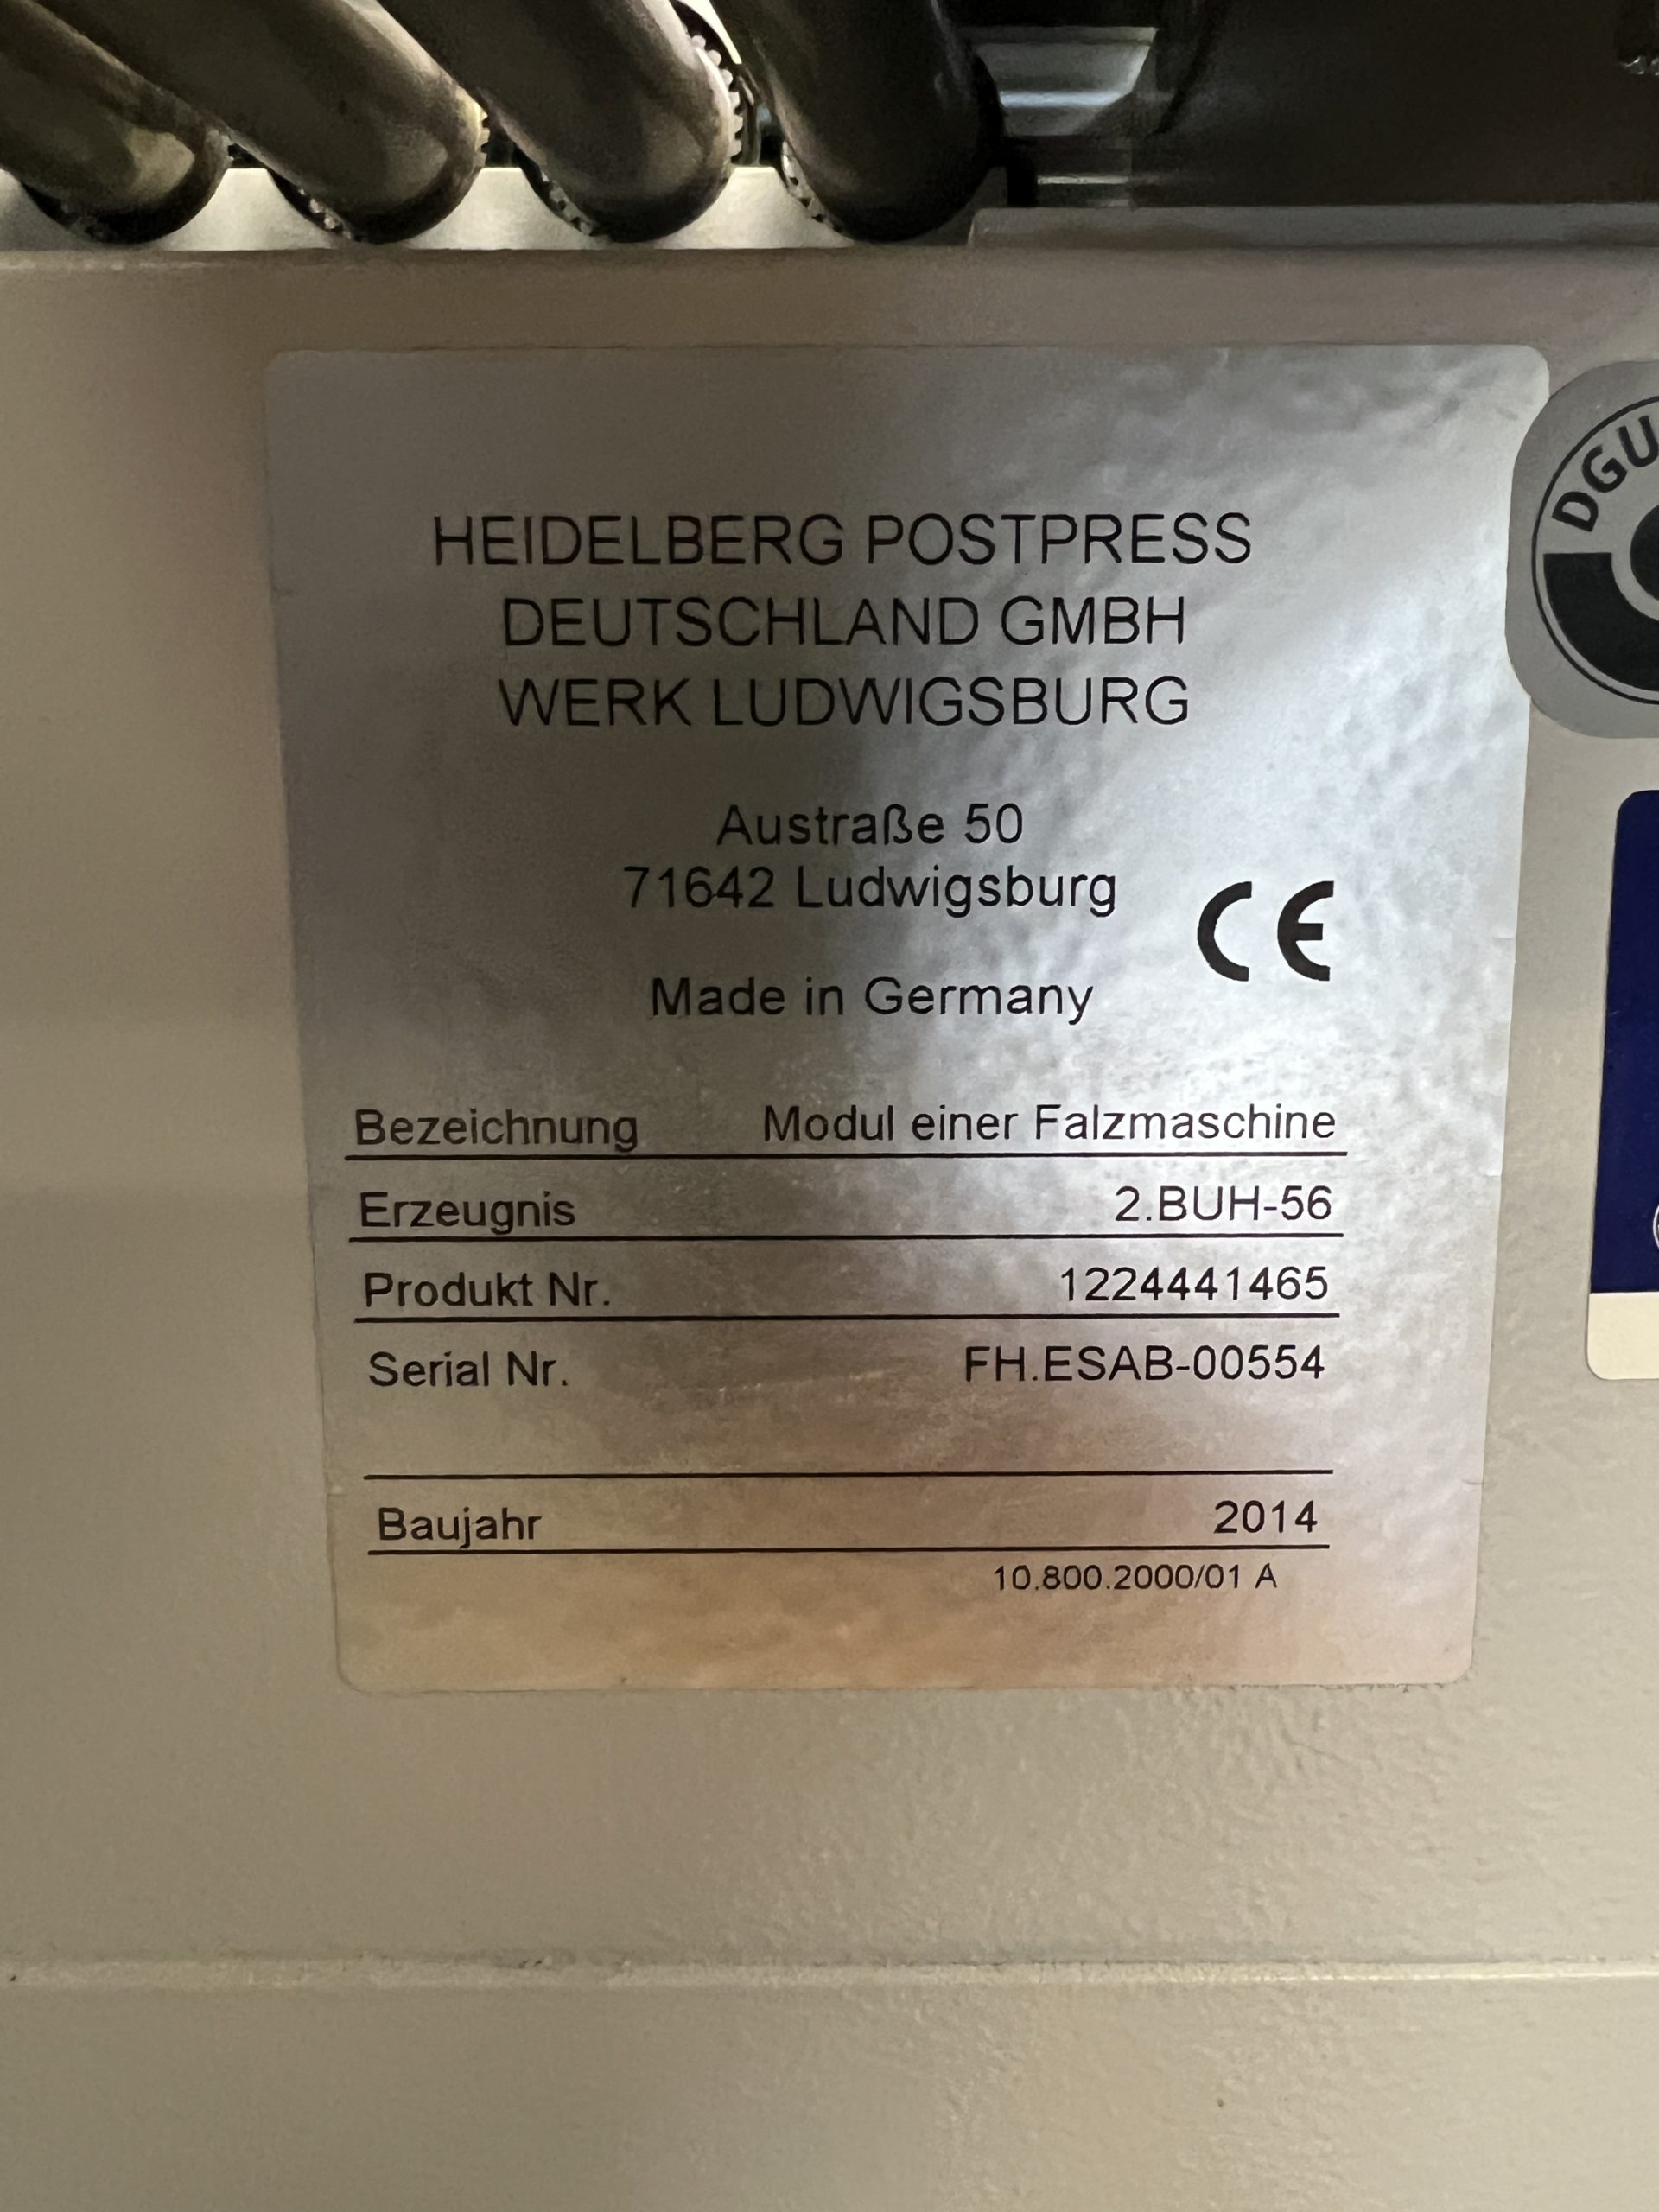 HEIDELBERG POSTPRESS
DEUTSCHLAND GMBH
WERK LUDWIGSBURG
Austraße 50
71642 Ludwigsburg
CE
Made in Germany
Bezeichnung Modul einer Falzmaschine
Erzeugnis 2.BUH-56
Produkt Nr. 1224441465
Serial Nr. FH.ESAB-00554
Baujahr 2014
10.800.2000/01 A
DGU